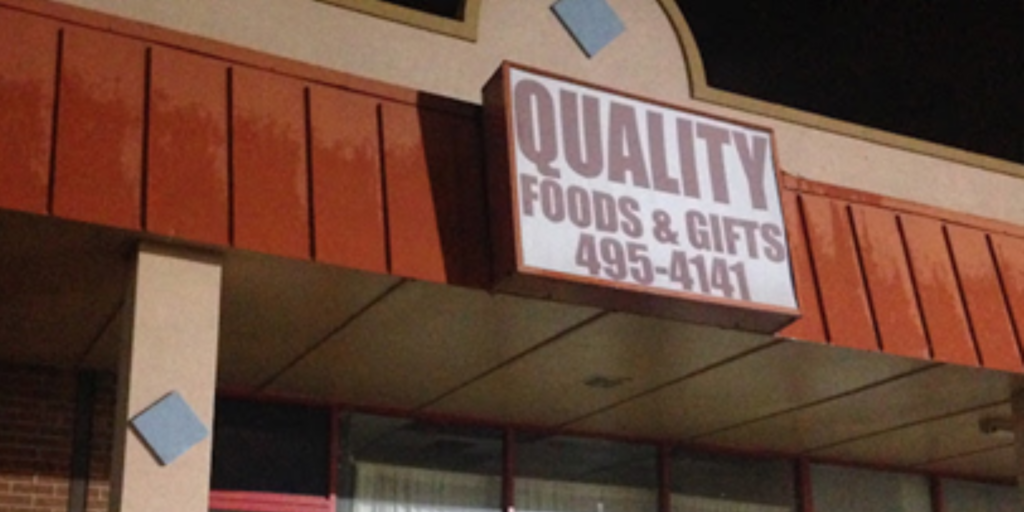 QUALITY
FOODS & GIFTS
495-4141